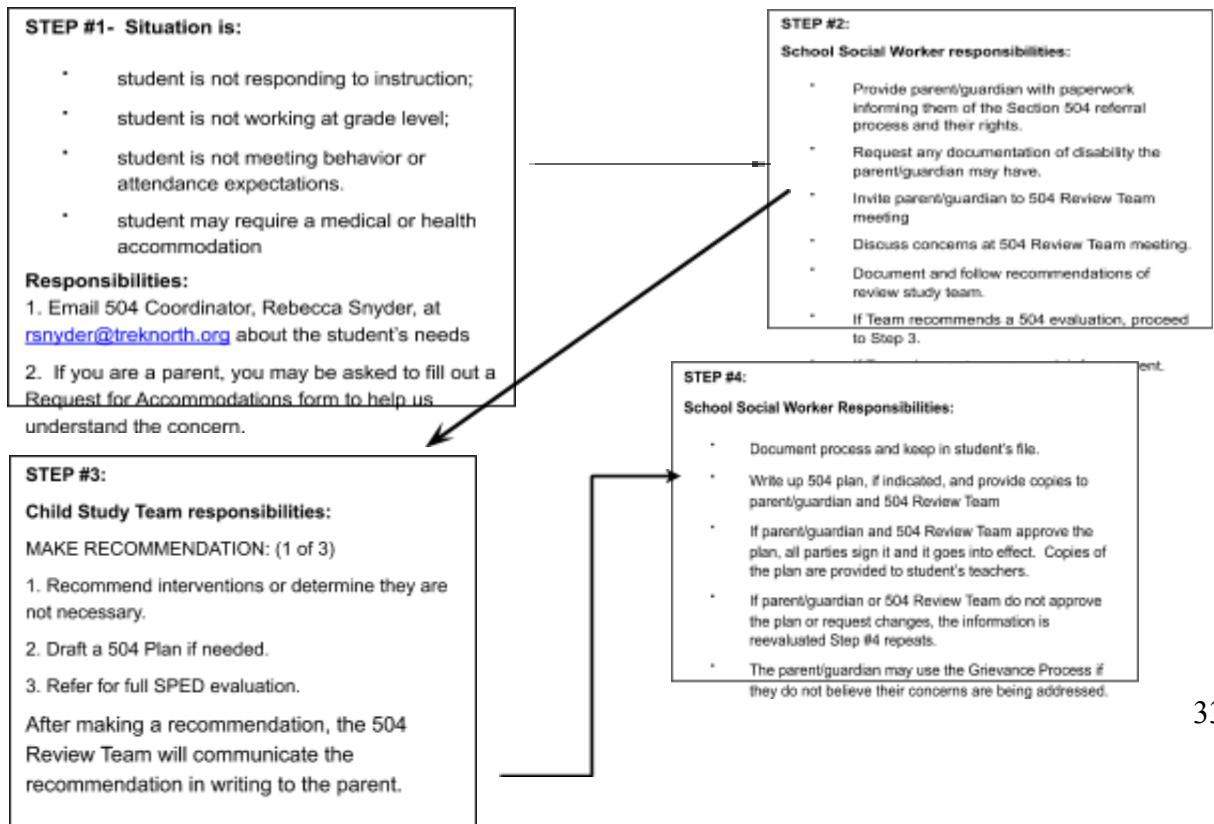 STEP #1- Situation is:
student is not responding to instruction;
student is not working at grade level;
student is not meeting behavior or
attendance expectations.
student may require a medical or health
accommodation
Responsibilities:
1. Email 504 Coordinator, Rebecca Snyder, at
rsnyder@treknorth.org about the student's needs
2. If you are a parent, you may be asked to fill out a
Request for Accommodations form to help us
understand the concern.
STEP #2:
School Social Worker responsibilities:
Provide parent/guardian with paperwork
informing them of the Section 504 referral
process and their rights.
Request any documentation of disability the
parent/guardian may have.
Invite parent/guardian to 504 Review Team
meeting
Discuss concerns at 504 Review Team meeting.
Document and follow recommendations of
review study team.
If Team recommends a 504 evaluation, proceed
to Step 3.
STEP #3:
Child Study Team responsibilities:
MAKE RECOMMENDATION: (1 of 3)
1. Recommend interventions or determine they are
not necessary.
2. Draft a 504 Plan if needed.
3. Refer for full SPED evaluation.
After making a recommendation, the 504
Review Team will communicate the
recommendation in writing to the parent.
STEP #4:
School Social Worker Responsibilities:
Document process and keep in student's file.
Write up 504 plan, if indicated, and provide copies to
parent/guardian and 504 Review Team
If parent/guardian and 504 Review Team approve the
plan, all parties sign it and it goes into effect. Copies of
the plan are provided to student's teachers.
If parent/guardian or 504 Review Team do not approve
the plan or request changes, the information is
reevaluated Step #4 repeats.
The parent/guardian may use the Grievance Process if
they do not believe their concerns are being addressed.